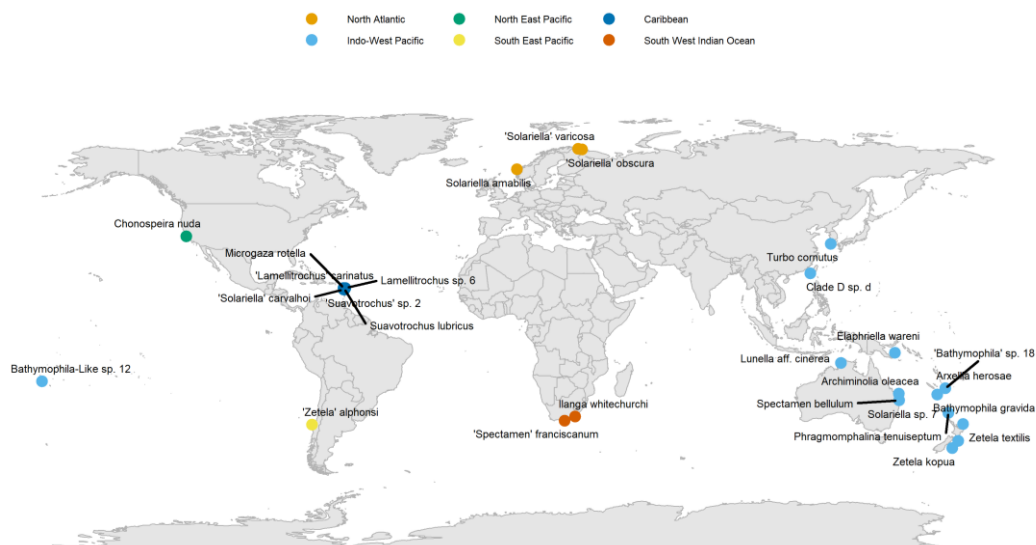 North Atlantic
North East Pacific
Caribbean
Indo-West Pacific
South East Pacific
South West Indian Ocean
'Solariella' varicosa
'Solariella' obscura
Solariella amabilis
Chonospeira nuda
Microgaza rotella
Turbo cornutus
'Lamellitrochus' carinatus
Lamellitrochus sp. 6
Clade D sp. d
'Solariella' carvalhoi
'Suavotrochus' sp. 2
Suavotrochus lubricus
Elaphriella wareni
'Bathymophila' sp. 18
Lunella aff. cinerea
Bathymophila-Like sp. 12
Arxellia herosae
Archiminolia oleacea
Ilanga whitechurchi
Spectamen bellulum
Bathymophila gravida
'Zetela' alphonsi
Solariella sp. 7
'Spectamen' franciscanum
Phragmomphalina tenuiseptum
Zetela textilis
Zetela kopua